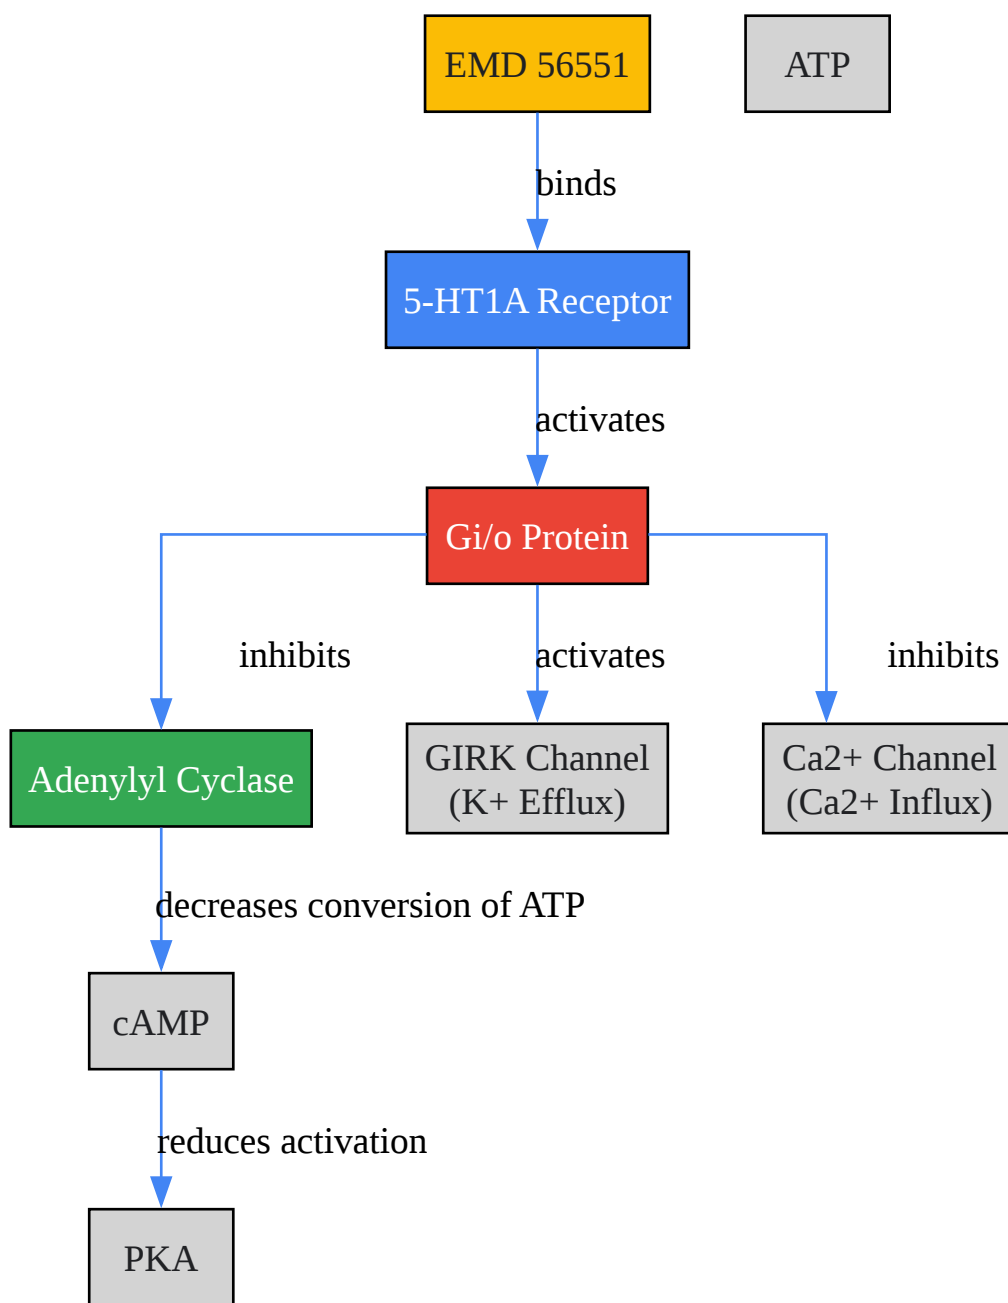 EMD 56551
ATP
binds
5-HT1A Receptor
activates
Gi/o Protein
inhibits
activates
inhibits
Adenylyl Cyclase
GIRK Channel
(K+ Efflux)
Ca2+ Channel
(Ca2+ Influx)
decreases conversion of ATP
cAMP
reduces activation
PKA